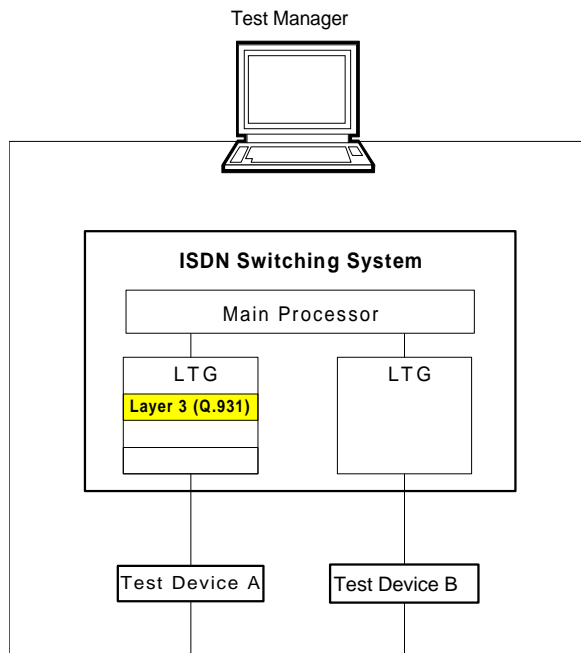 Test Manager
ISDN Switching System
Main Processor
LTG
LTG
Layer 3 (Q.931)
Test Device A
Test Device B